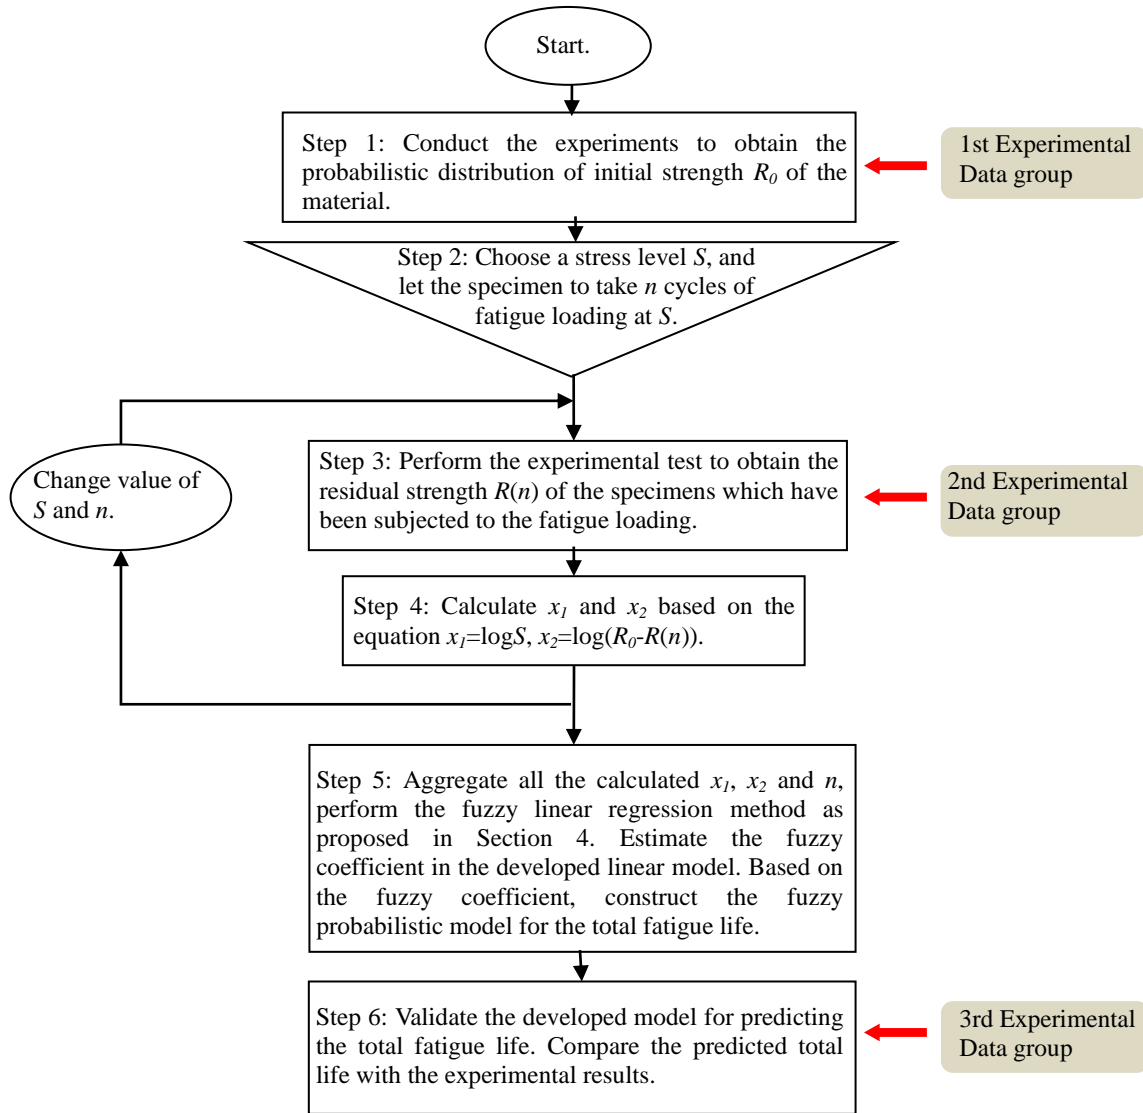 Start.
Step 1: Conduct the experiments to obtain the
probabilistic distribution of initial strength R0 of the
material.
1st Experimental
Data group
Step 2: Choose a stress level S, and
let the specimen to take n cycles of
fatigue loading at S.
Change value of
S and n.
Step 3: Perform the experimental test to obtain the
residual strength R(n) of the specimens which have
been subjected to the fatigue loading.
2nd Experimental
Data group
Step 4: Calculate x1 and x2 based on the
equation x1=logS, x2=log(R0-R(n)).
Step 5: Aggregate all the calculated x1, x2 and n,
perform the fuzzy linear regression method as
proposed in Section 4. Estimate the fuzzy
coefficient in the developed linear model. Based on
the fuzzy coefficient, construct the fuzzy
probabilistic model for the total fatigue life.
Step 6: Validate the developed model for predicting
the total fatigue life. Compare the predicted total
life with the experimental results.
3rd Experimental
Data group